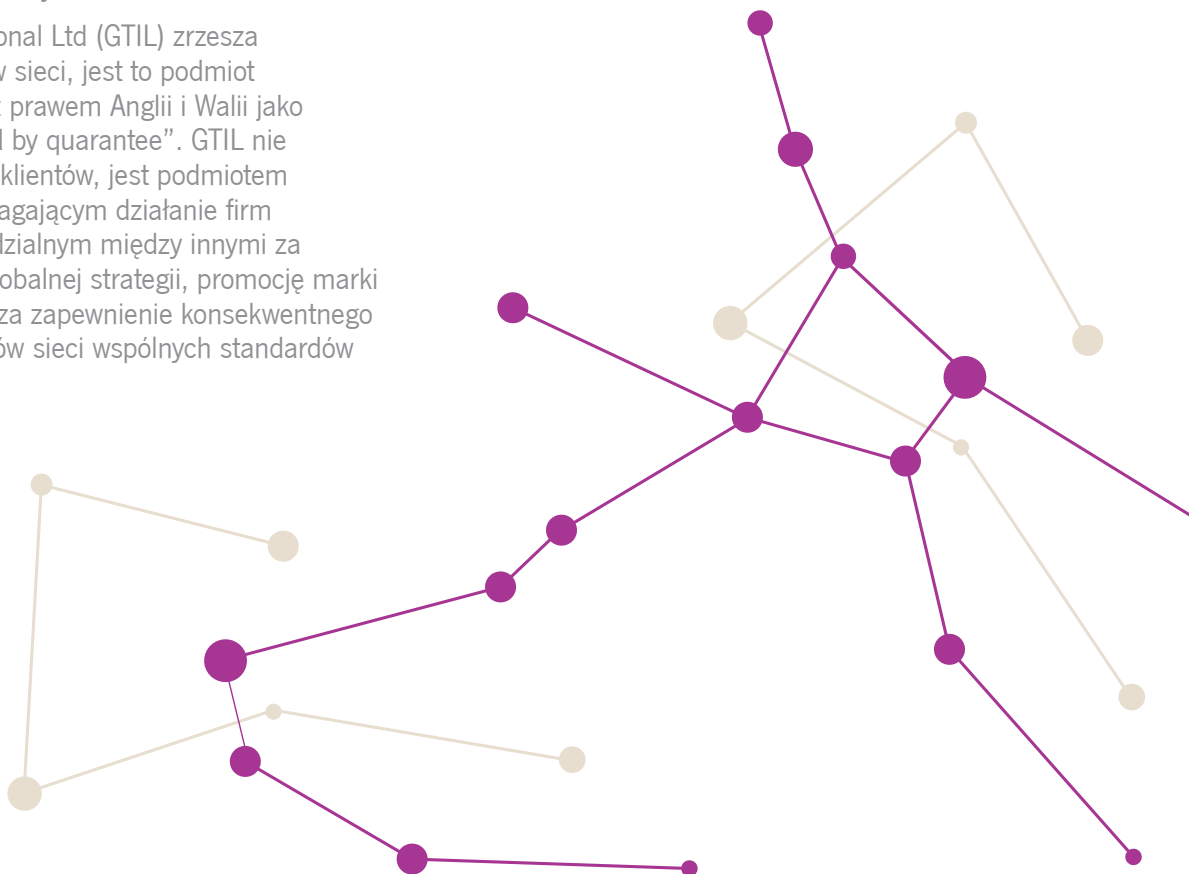 onal Ltd (GTIL) zrzesza
w sieci, jest to podmiot
z prawem Anglii i Walii jako
d by quarantee”. GTIL nie
klientów, jest podmiotem
agającym działanie firm
dzialnym między innymi za
obalnej strategii, promocję marki
za zapewnienie konsekwentnego
ów sieci wspólnych standardów